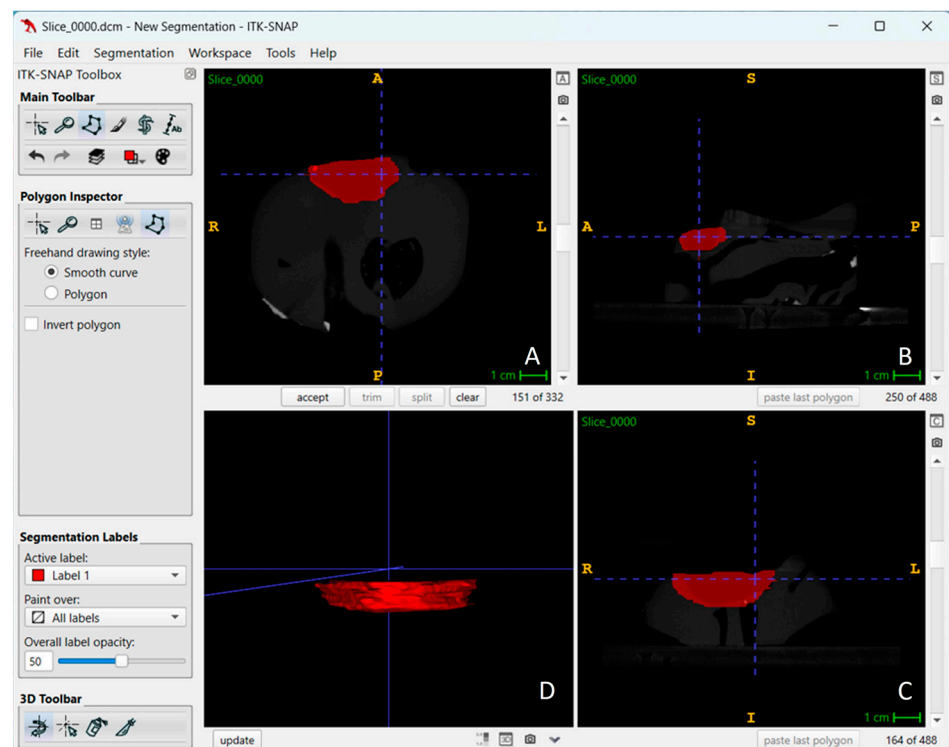 Slice_0000.dcm - New Segmentation - ITK-SNAP
File Edit Segmentation Workspace Tools Help
ITK-SNAP Toolbox
Main Toolbar
Ab
Polygon Inspector
Freehand drawing style:
Smooth curve
Polygon
Invert polygon
Segmentation Labels
Active label:
Label 1
Paint over:
All labels
Overall label opacity:
50
3D Toolbar
Slice_0000
A
R
L
P
A
1 cm
A
accept trim split clear 151 of 332
Slice_0000
S
A
P
I
B
1 cm
S
paste last polygon 250 of 488
D
update
3D
Slice_0000
S
R
L
I
C
1 cm
C
paste last polygon 164 of 488